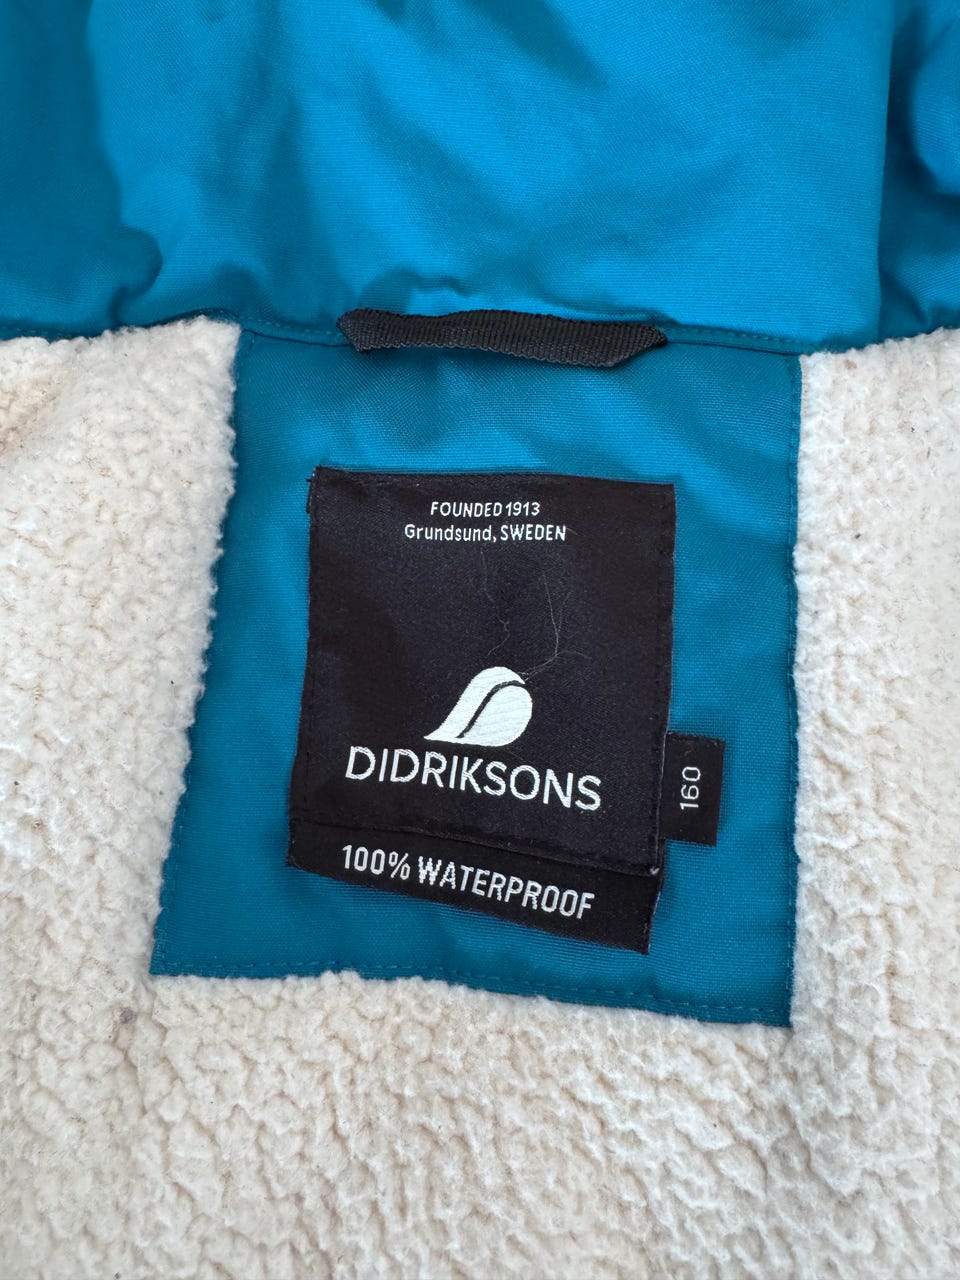 FOUNDED 1913
Grundsund, SWEDEN
DIDRIKSONS
160
100% WATERPROOF